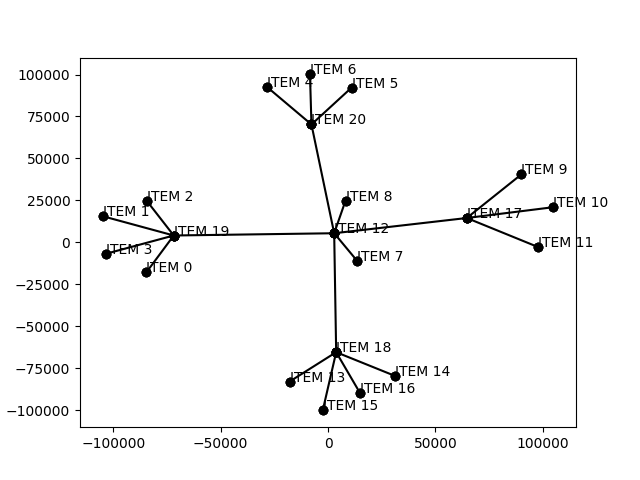 100000
75000
50000
25000
0
−25000
−50000
−75000
−100000
ITEM 6
ITEM 4
ITEM 5
ITEM 20
ITEM 9
ITEM 2
ITEM 8
ITEM 10
ITEM 1
ITEM 17
ITEM 19
ITEM 12
ITEM 3
ITEM 11
ITEM 7
ITEM 0
ITEM 18
ITEM 14
ITEM 13
ITEM 16
ITEM 15
−100000
−50000
0
50000
100000